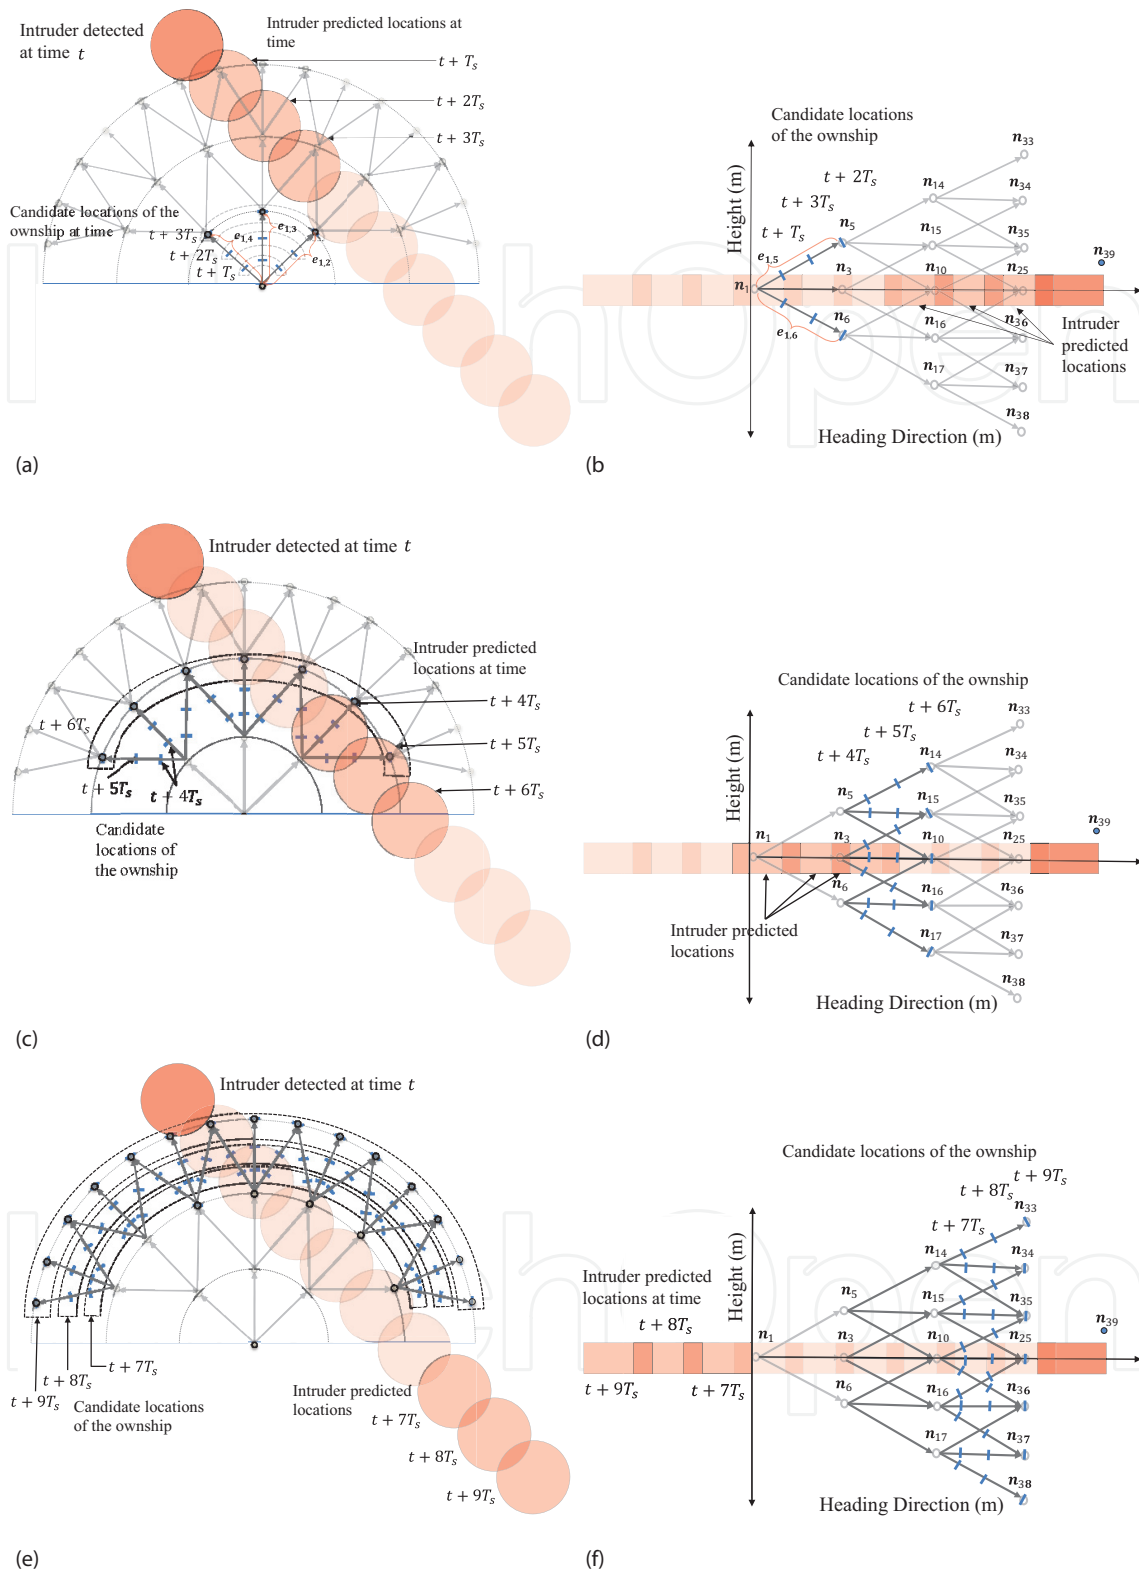 Intruder detected
at time t
Intruder predicted locations at
time
t + Ts
t + 2Ts
t + 3Ts
Candidate locations of the
ownship at time
t + 3Ts
t + 2Ts
t + Ts
e1,4
e1,3
e1,2
(a)
Candidate locations
of the ownship
Height (m)
t + 2Ts
t + 3Ts
t + Ts
e1,5
e1,6
n1
n5
n3
n6
n14
n15
n10
n16
n17
n33
n34
n35
n25
n36
n37
n38
n39
Intruder
predicted
locations
Heading Direction (m)
(b)
Intruder detected at time t
Intruder predicted
locations at time
t + 4Ts
t + 5Ts
t + 6Ts
t + 6Ts
t + 5Ts
t + 4Ts
Candidate
locations of
the ownship
(c)
Candidate locations of the ownship
Height (m)
t + 6Ts
t + 5Ts
t + 4Ts
n1
n5
n3
n6
n14
n15
n10
n16
n17
n33
n34
n35
n25
n36
n37
n38
n39
Intruder predicted
locations
Heading Direction (m)
(d)
Intruder detected at time t
t + 7Ts
t + 8Ts
t + 9Ts
Candidate locations
of the ownship
Intruder predicted
locations
t + 7Ts
t + 8Ts
t + 9Ts
(e)
Candidate locations of the ownship
t + 9Ts
t + 8Ts
t + 7Ts
Height (m)
Intruder predicted
locations at time
t + 8Ts
t + 9Ts
t + 7Ts
n1
n5
n3
n6
n14
n15
n10
n16
n17
n33
n34
n35
n25
n36
n37
n38
n39
Heading Direction (m)
(f)